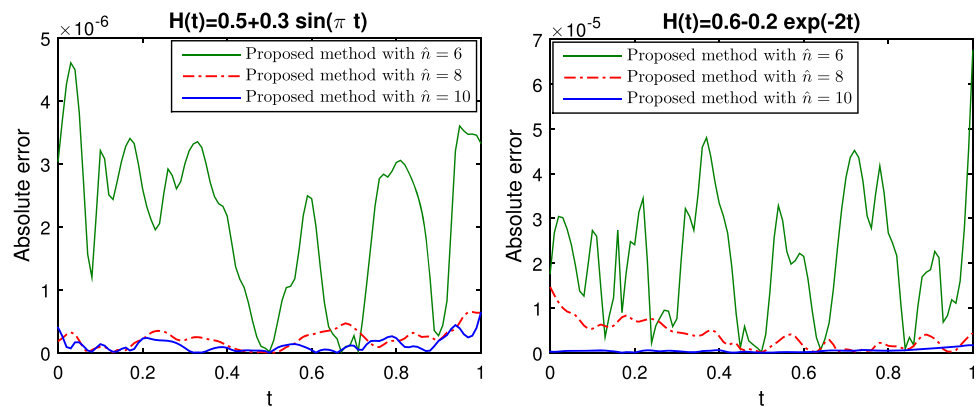 H(t)=0.5+0.3 sin(π t)
×10⁻⁶
5
4
3
2
1
0
0 0.2 0.4 0.6 0.8 1
Absolute error
t
Proposed method with n̂ = 6
Proposed method with n̂ = 8
Proposed method with n̂ = 10
H(t)=0.6-0.2 exp(-2t)
×10⁻⁵
7
6
5
4
3
2
1
0
0 0.2 0.4 0.6 0.8 1
Absolute error
t
Proposed method with n̂ = 6
Proposed method with n̂ = 8
Proposed method with n̂ = 10